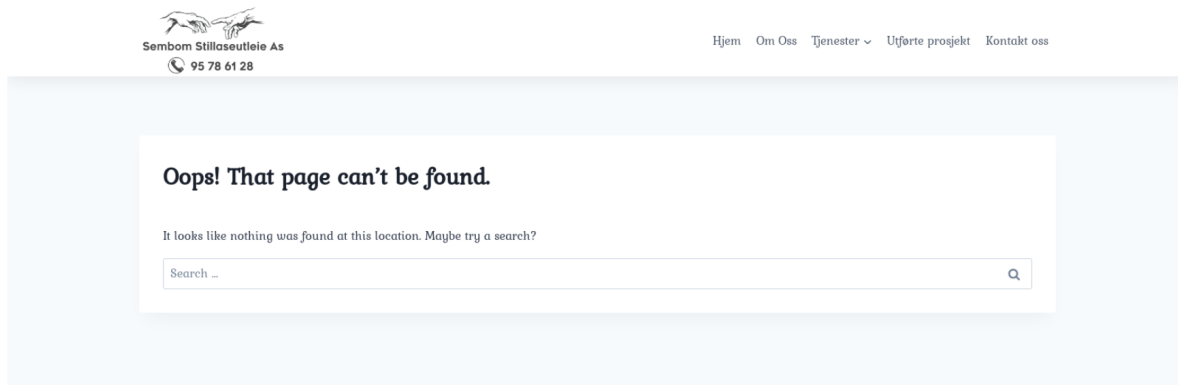 Sembom Stillaseutleie As
95 78 61 28
Hjem Om Oss Tjenester Utførte prosjekt Kontakt oss
Oops! That page can’t be found.
It looks like nothing was found at this location. Maybe try a search?
Search …